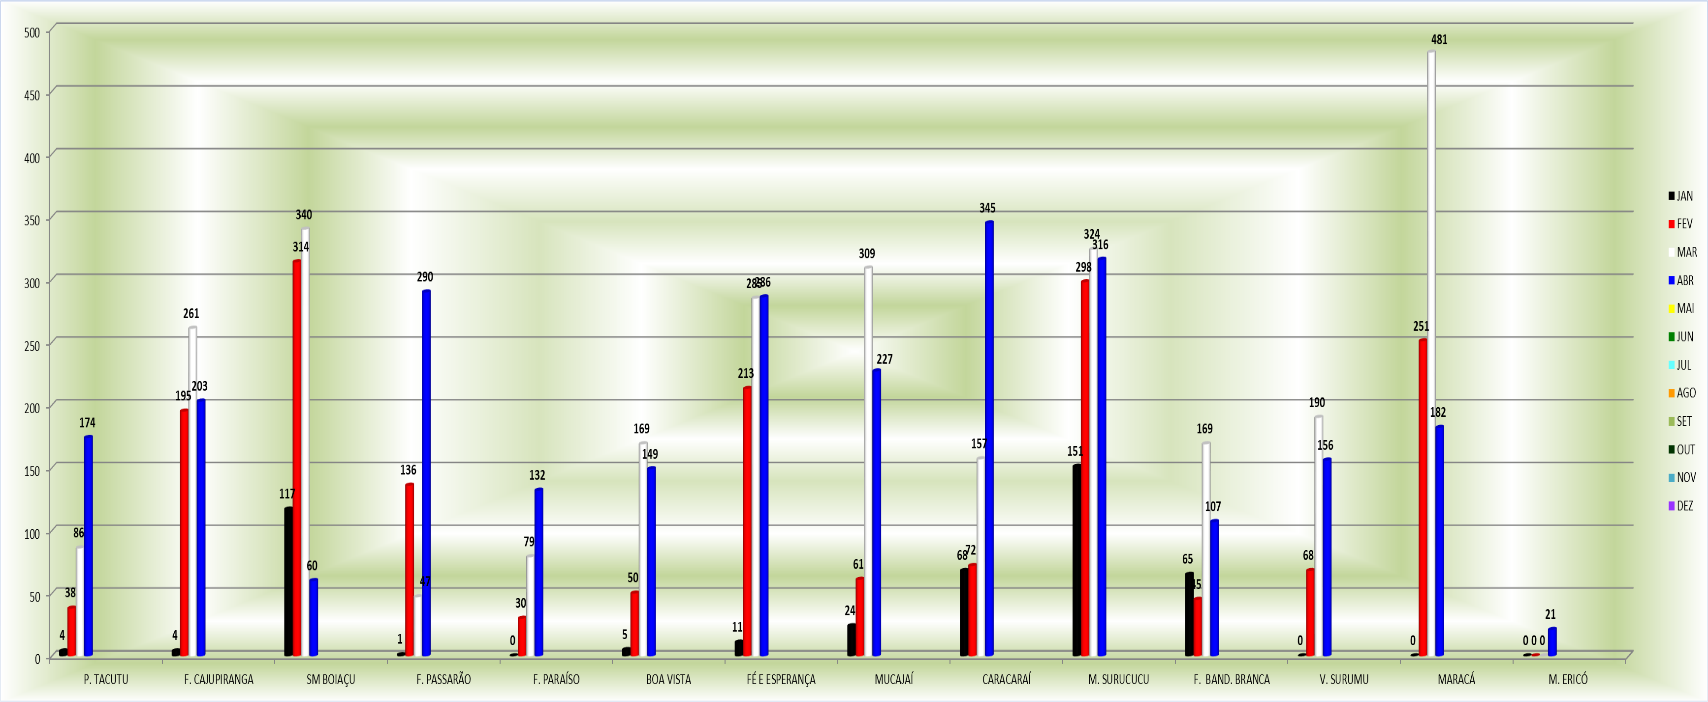 500
450
400
350
300
250
200
150
100
50
0
4 38 86 174
4 195 261 203
117 314 340 60
1 136 47 290
0 30 79 132
5 50 169 149
11 213 286
24 61 309 227
68 72 157 345
151 298 324 316
65 45 169 107
0 68 190 156
0 251 481 182
0 0 0 21
P. TACUTU F. CAJUPIRANGA SM BOIAÇU F. PASSARÃO F. PARAÍSO BOA VISTA FÉ E ESPERANÇA MUCAJAÍ CARACARAÍ M. SURUCUCU F. BAND. BRANCA V. SURUMU MARACÁ M. ERICÓ
JAN
FEV
MAR
ABR
MAI
JUN
JUL
AGO
SET
OUT
NOV
DEZ